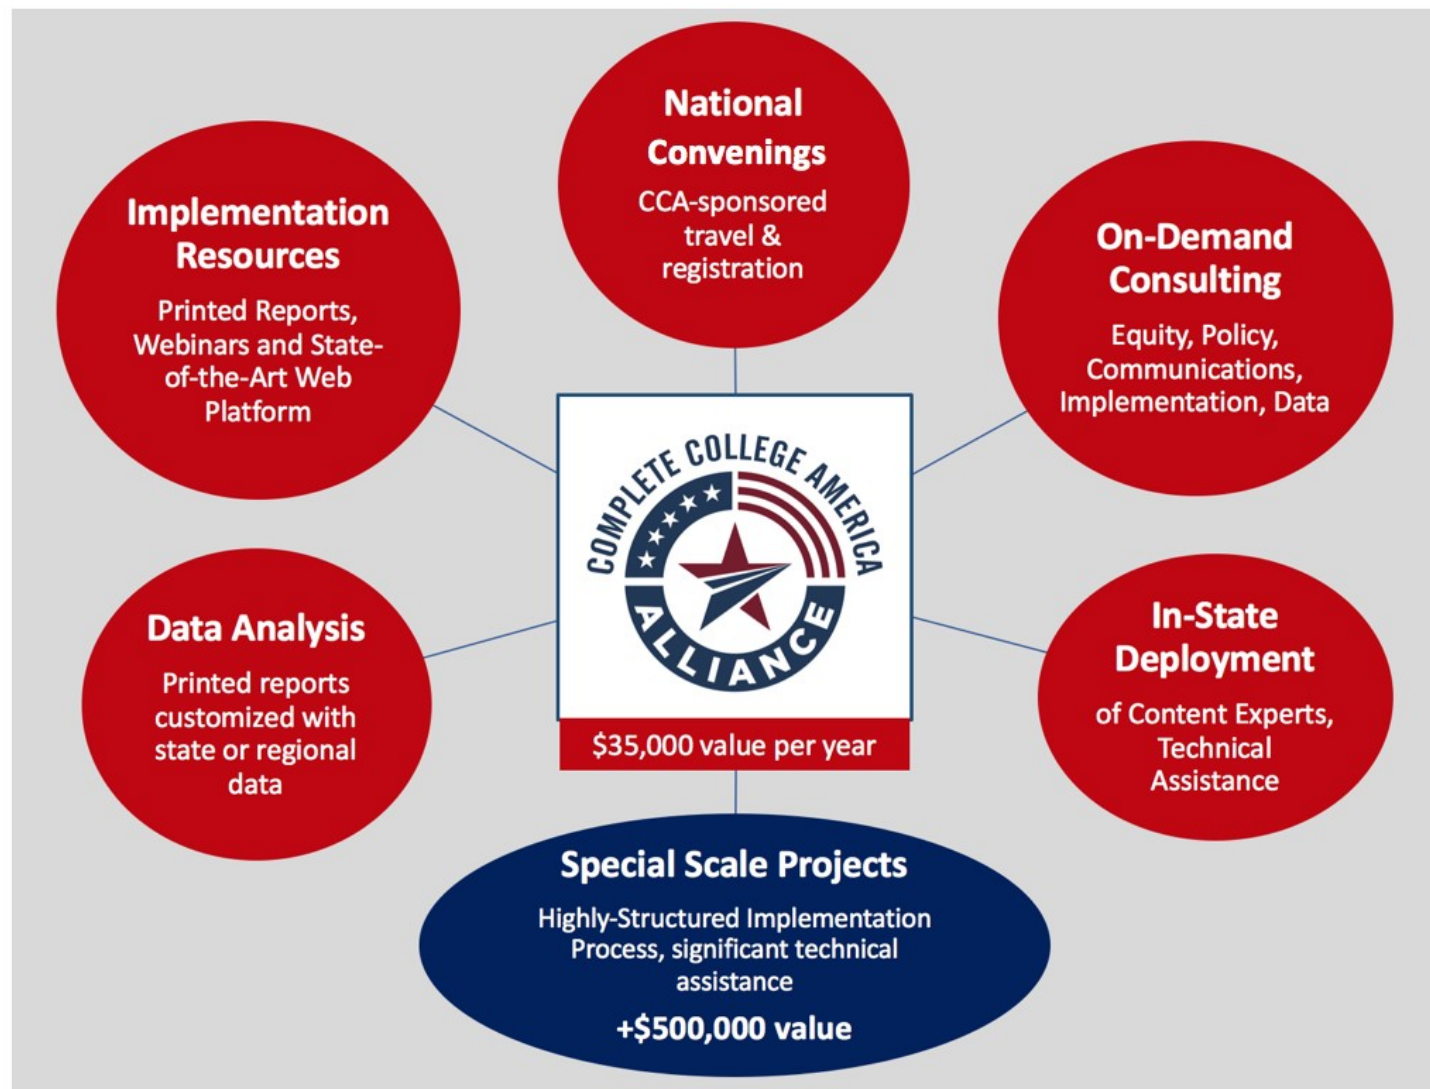 National
Convenings
CCA-sponsored
travel &
registration
Implementation
Resources
Printed Reports,
Webinars and State-
of-the-Art Web
Platform
On-Demand
Consulting
Equity, Policy,
Communications,
Implementation, Data
COMPLETE COLLEGE AMERICA
ALLIANCE
$35,000 value per year
Data Analysis
Printed reports
customized with
state or regional
data
In-State
Deployment
of Content Experts,
Technical
Assistance
Special Scale Projects
Highly-Structured Implementation
Process, significant technical
assistance
+$500,000 value